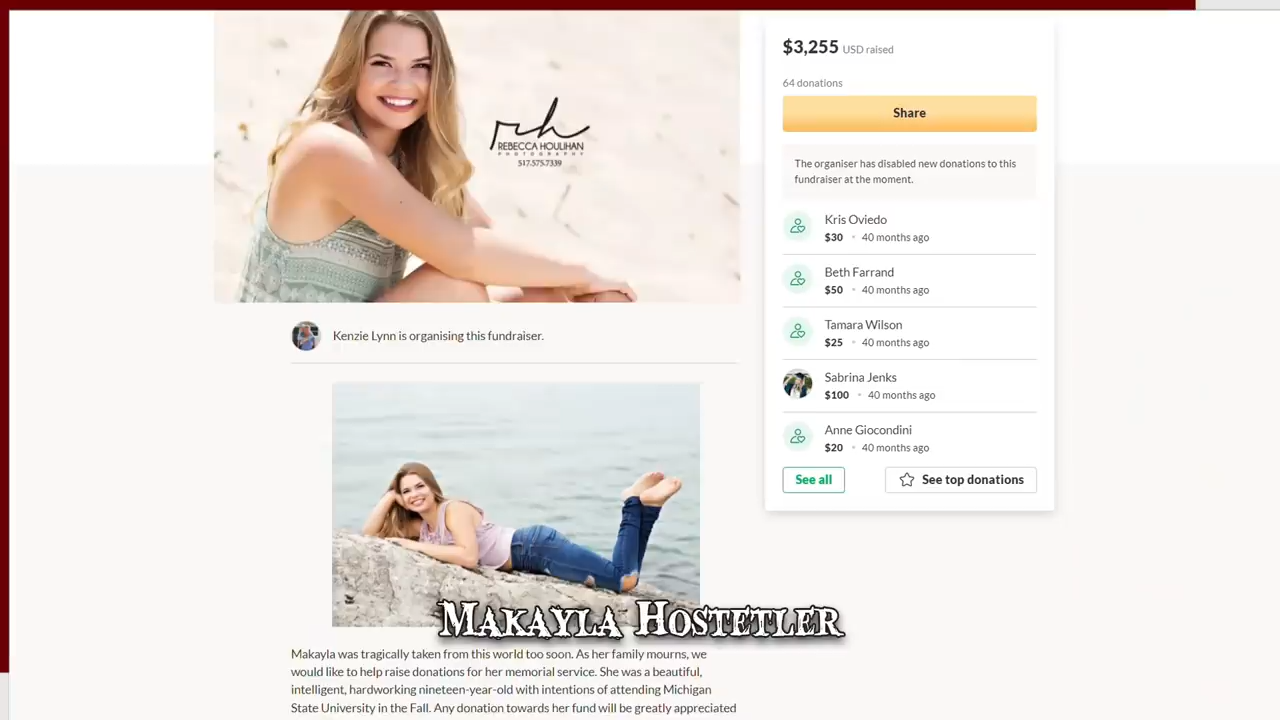 rh
REBECCA HOULIHAN
PHOTOGRAPHY
517.575.7339
Kenzie Lynn is organising this fundraiser.
MAKAYLA HOSTETLER
Makayla was tragically taken from this world too soon. As her family mourns, we
would like to help raise donations for her memorial service. She was a beautiful,
intelligent, hardworking nineteen-year-old with intentions of attending Michigan
State University in the Fall. Any donation towards her fund will be greatly appreciated
$3,255 USD raised
64 donations
Share
The organiser has disabled new donations to this
fundraiser at the moment.
Kris Oviedo
$30 • 40 months ago
Beth Farrand
$50 • 40 months ago
Tamara Wilson
$25 • 40 months ago
Sabrina Jenks
$100 • 40 months ago
Anne Giocondini
$20 • 40 months ago
See all
See top donations